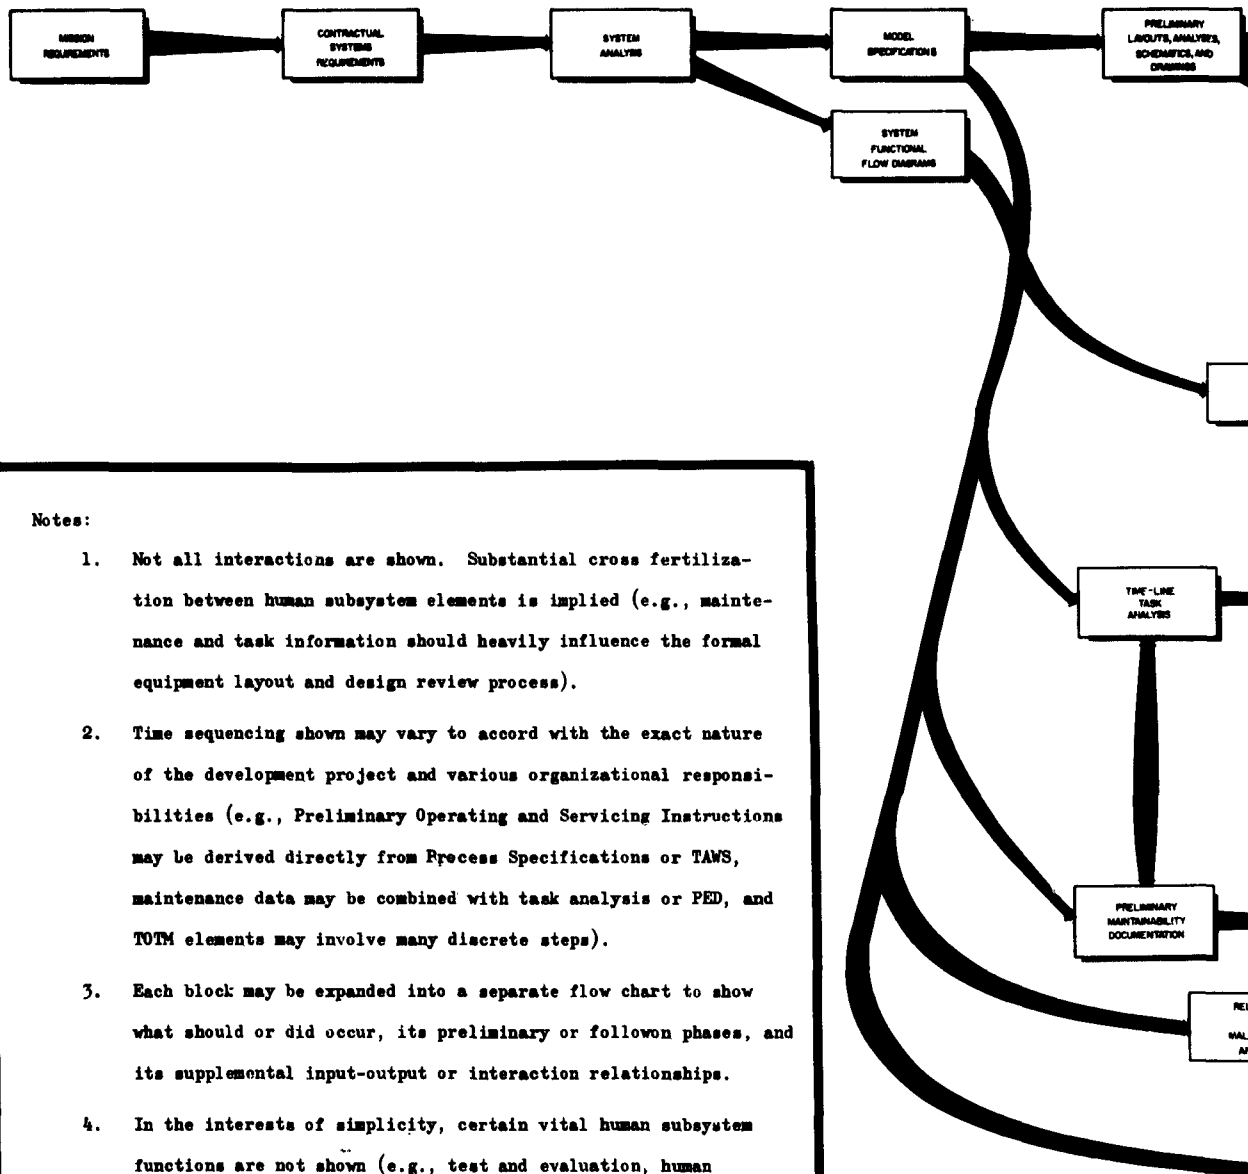 MISSION
REQUIREMENTS
CONTRACTUAL
SYSTEMS
REQUIREMENTS
SYSTEM
ANALYSIS
MODEL
SPECIFICATIONS
PRELIMINARY
LAYOUTS, ANALYSES,
SCHEMATICS, AND
DRAWINGS
SYSTEM
FUNCTIONAL
FLOW DIAGRAMS
TIME-LINE
TASK
ANALYSIS
PRELIMINARY
MAINTAINABILITY
DOCUMENTATION
REL
MAL
AN
Notes:
1. Not all interactions are shown. Substantial cross fertiliza-
tion between human subsystem elements is implied (e.g., mainte-
nance and task information should heavily influence the formal
equipment layout and design review process).
2. Time sequencing shown may vary to accord with the exact nature
of the development project and various organizational responsi-
bilities (e.g., Preliminary Operating and Servicing Instructions
may be derived directly from Process Specifications or TAWS,
maintenance data may be combined with task analysis or PED, and
TOTM elements may involve many discrete steps).
3. Each block may be expanded into a separate flow chart to show
what should or did occur, its preliminary or followon phases, and
its supplemental input-output or interaction relationships.
4. In the interests of simplicity, certain vital human subsystem
functions are not shown (e.g., test and evaluation, human